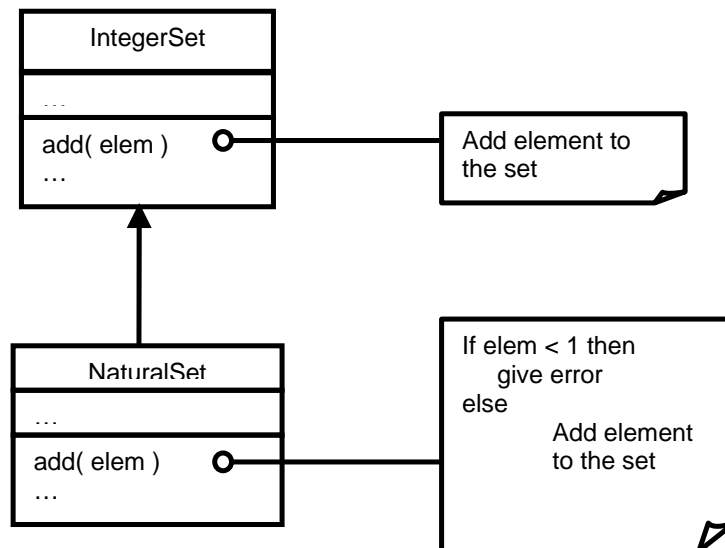 IntegerSet
…
add( elem )
…
Add element to
the set
NaturalSet
…
add( elem )
…
If elem < 1 then
give error
else
Add element
to the set